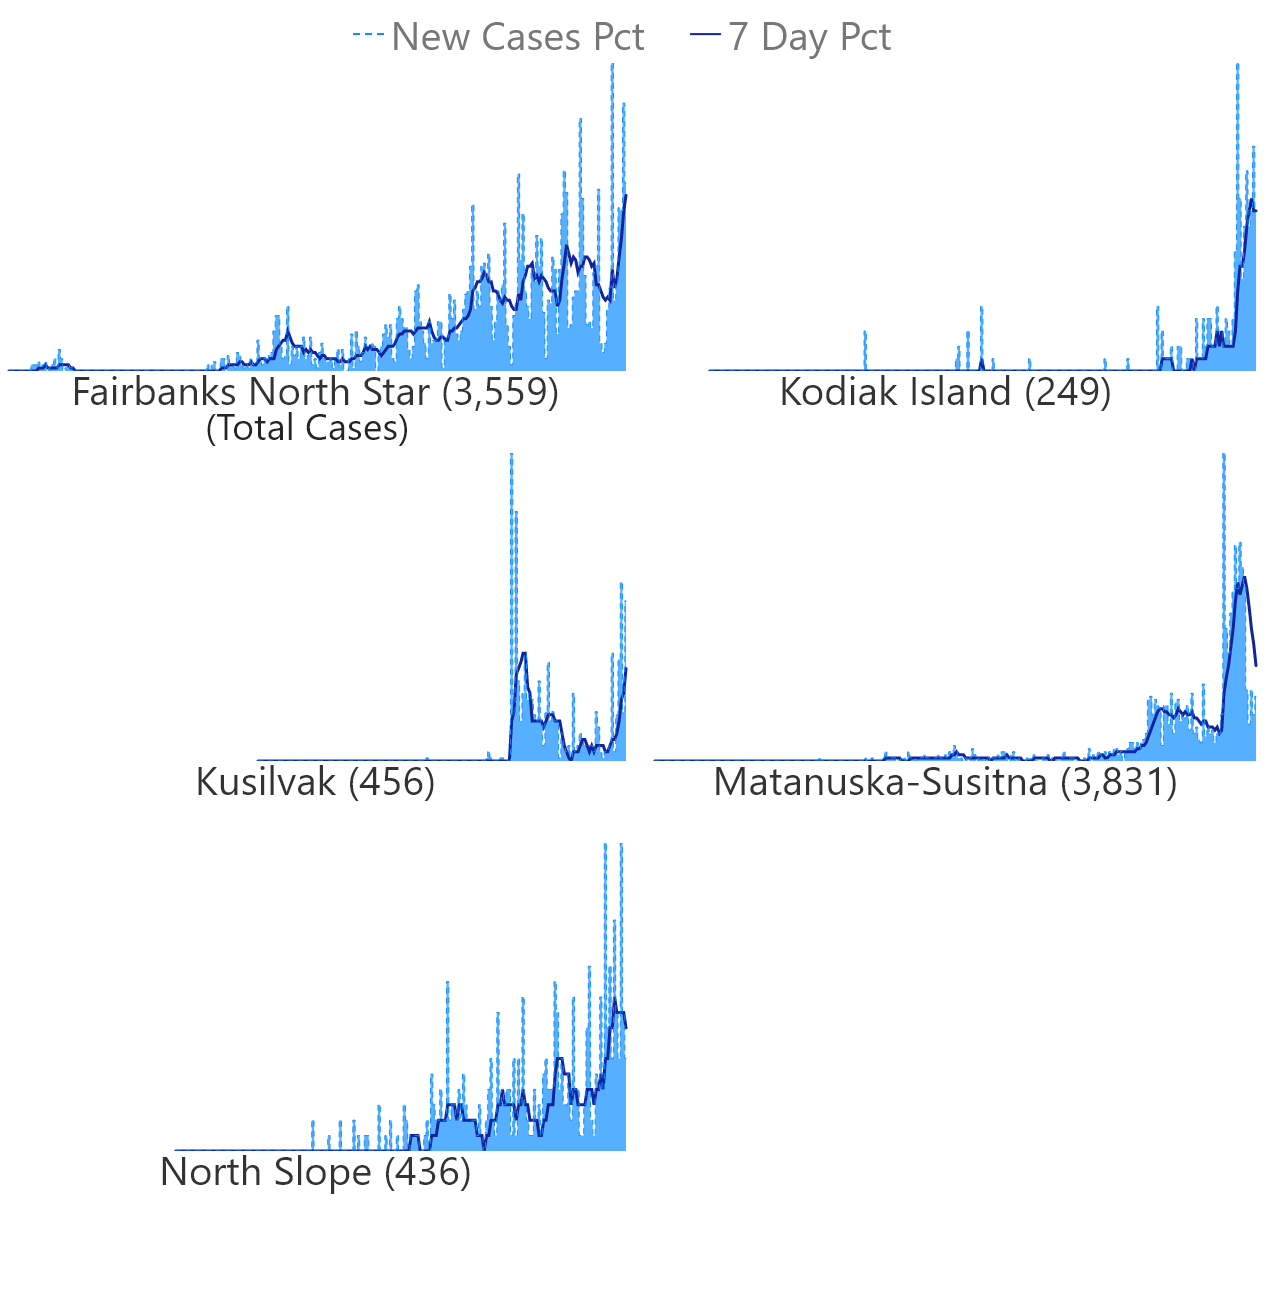 New Cases Pct 7 Day Pct
Fairbanks North Star (3,559)
(Total Cases)
Kodiak Island (249)
Kusilvak (456)
Matanuska-Susitna (3,831)
North Slope (436)